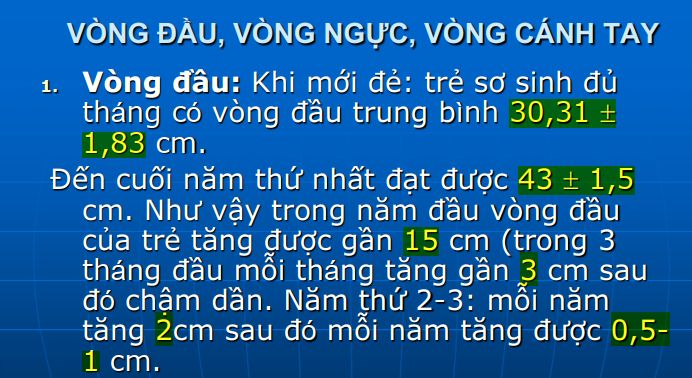 VÒNG ĐẦU, VÒNG NGỰC, VÒNG CÁNH TAY
1. Vòng đầu: Khi mới đẻ: trẻ sơ sinh đủ
tháng có vòng đầu trung bình 30,31 ±
1,83 cm.
Đến cuối năm thứ nhất đạt được 43 ± 1,5
cm. Như vậy trong năm đầu vòng đầu
của trẻ tăng được gần 15 cm (trong 3
tháng đầu mỗi tháng tăng gần 3 cm sau
đó chậm dần. Năm thứ 2-3: mỗi năm
tăng 2cm sau đó mỗi năm tăng được 0,5-
1 cm.